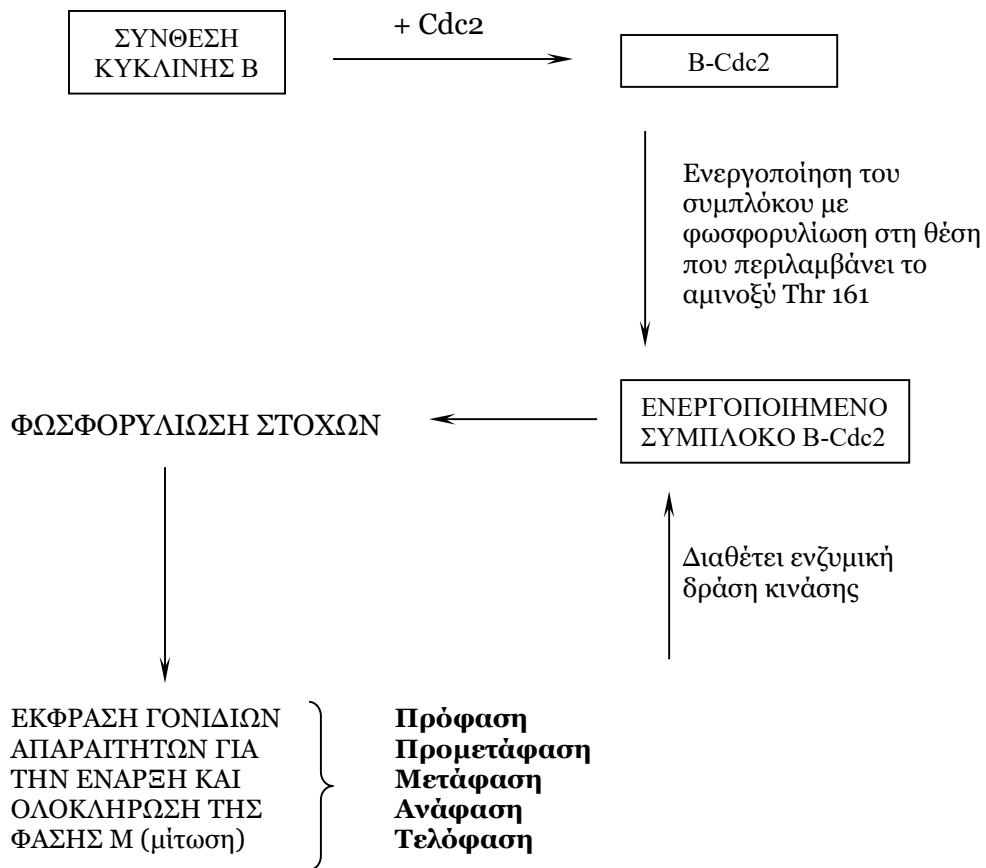 ΣΥΝΘΕΣΗ
ΚΥΚΛΙΝΗΣ Β
+ Cdc2
B-Cdc2
Ενεργοποίηση του
συμπλόκου με
φωσφορυλίωση στη θέση
που περιλαμβάνει το
αμινοξύ Thr 161
ΕΝΕΡΓΟΠΟΙΗΜΕΝΟ
ΣΥΜΠΛΟΚΟ B-Cdc2
ΦΩΣΦΟΡΥΛΙΩΣΗ ΣΤΟΧΩΝ
Διαθέτει ενζυμική
δράση κινάσης
ΕΚΦΡΑΣΗ ΓΟΝΙΔΙΩΝ
ΑΠΑΡΑΙΤΗΤΩΝ ΓΙΑ
ΤΗΝ ΕΝΑΡΞΗ ΚΑΙ
ΟΛΟΚΛΗΡΩΣΗ ΤΗΣ
ΦΑΣΗΣ Μ (μίτωση)
Πρόφαση
Προμετάφαση
Μετάφαση
Ανάφαση
Τελόφαση